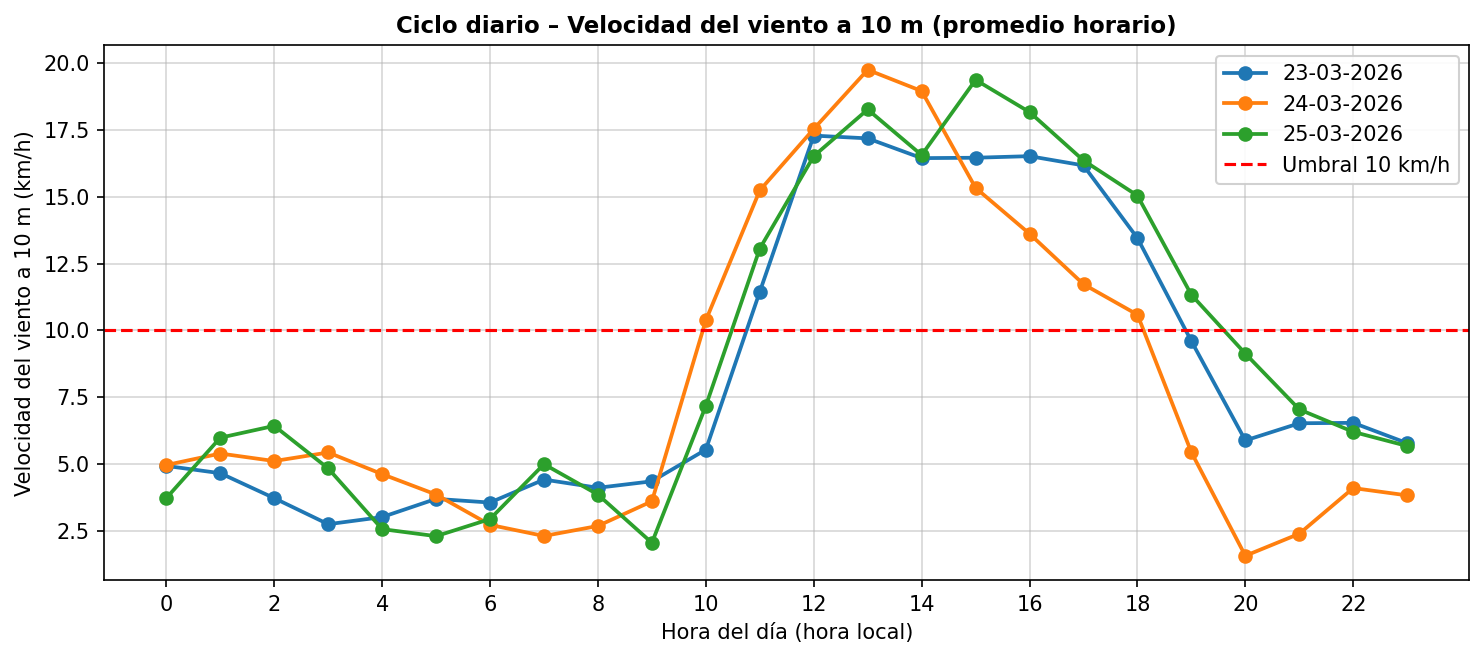 Ciclo diario – Velocidad del viento a 10 m (promedio horario)
Velocidad del viento a 10 m (km/h)
20.0
17.5
15.0
12.5
10.0
7.5
5.0
2.5
23-03-2026
24-03-2026
25-03-2026
Umbral 10 km/h
0 2 4 6 8 10 12 14 16 18 20 22
Hora del día (hora local)